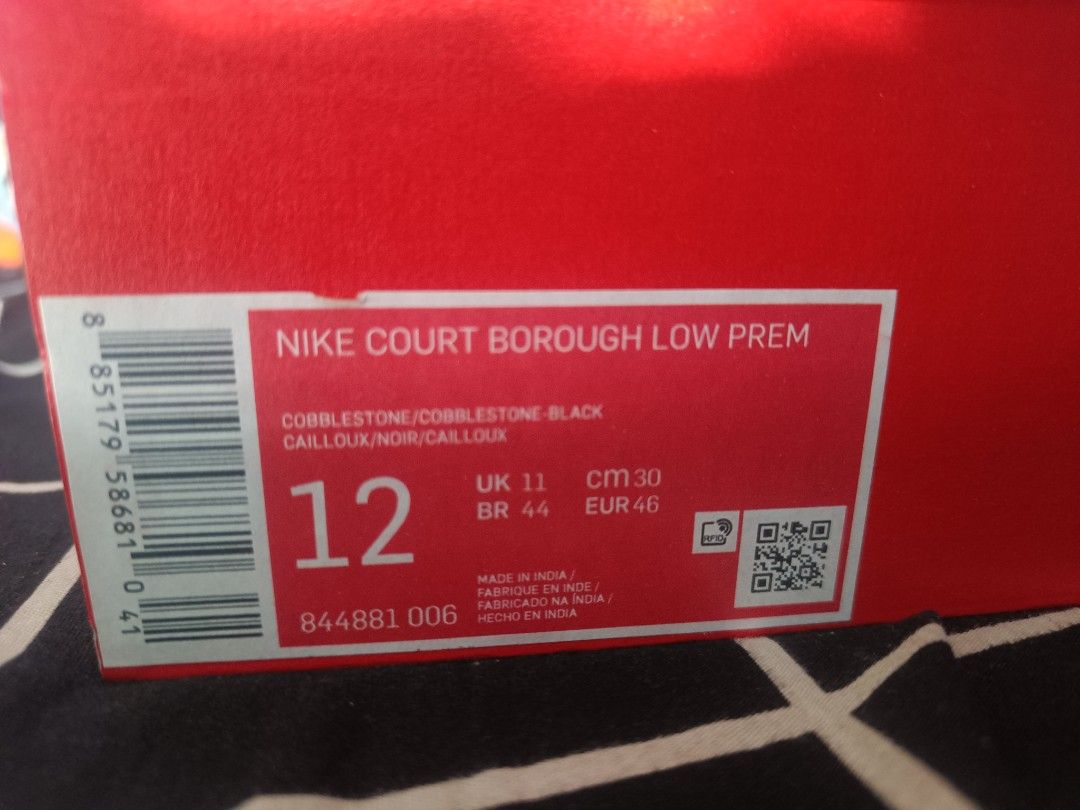 NIKE COURT BOROUGH LOW PREM
COBBLESTONE/COBBLESTONE-BLACK
CAILLOUX/NOIR/CAILLOUX
12
UK 11 cm 30
BR 44 EUR 46
RFID
844881 006
MADE IN INDIA /
FABRIQUE EN INDE /
FABRICADO NA ÍNDIA /
HECHO EN INDIA
8 85179 58681 0 41